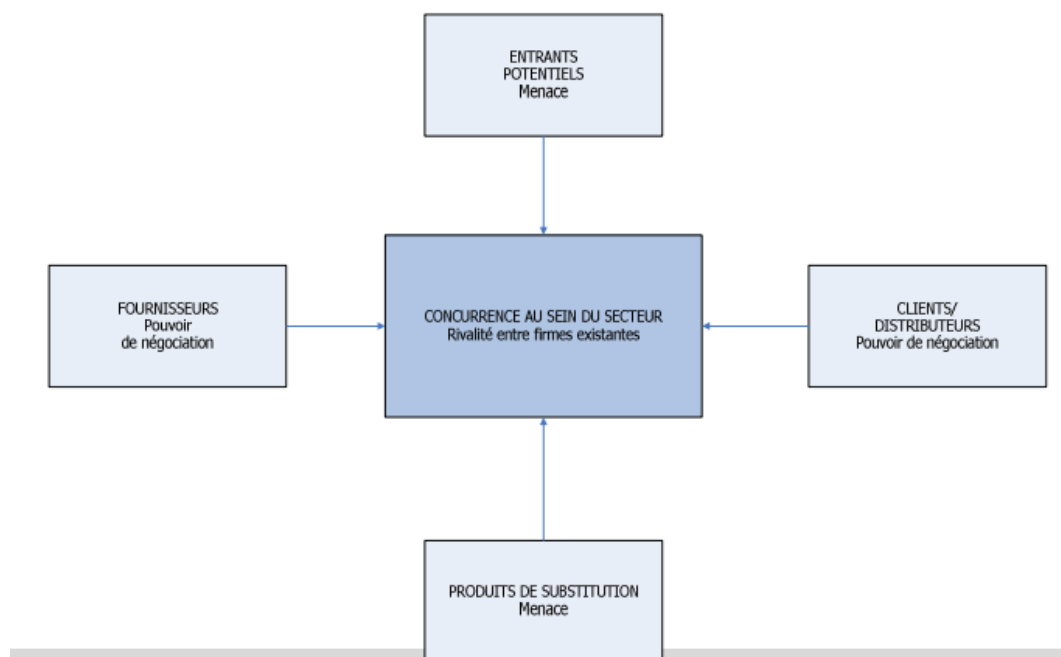 ENTRANTS
POTENTIELS
Menace
FOURNISSEURS
Pouvoir
de négociation
CONCURRENCE AU SEIN DU SECTEUR
Rivalité entre firmes existantes
CLIENTS/
DISTRIBUTEURS
Pouvoir de négociation
PRODUITS DE SUBSTITUTION
Menace